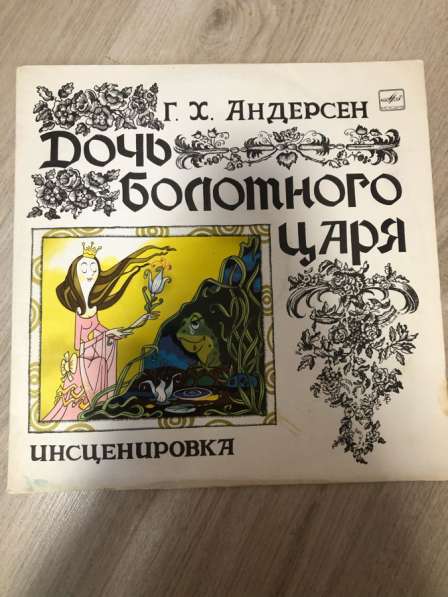 Г. Х. Андерсен
Дочь
болотного
царя
инсценировка